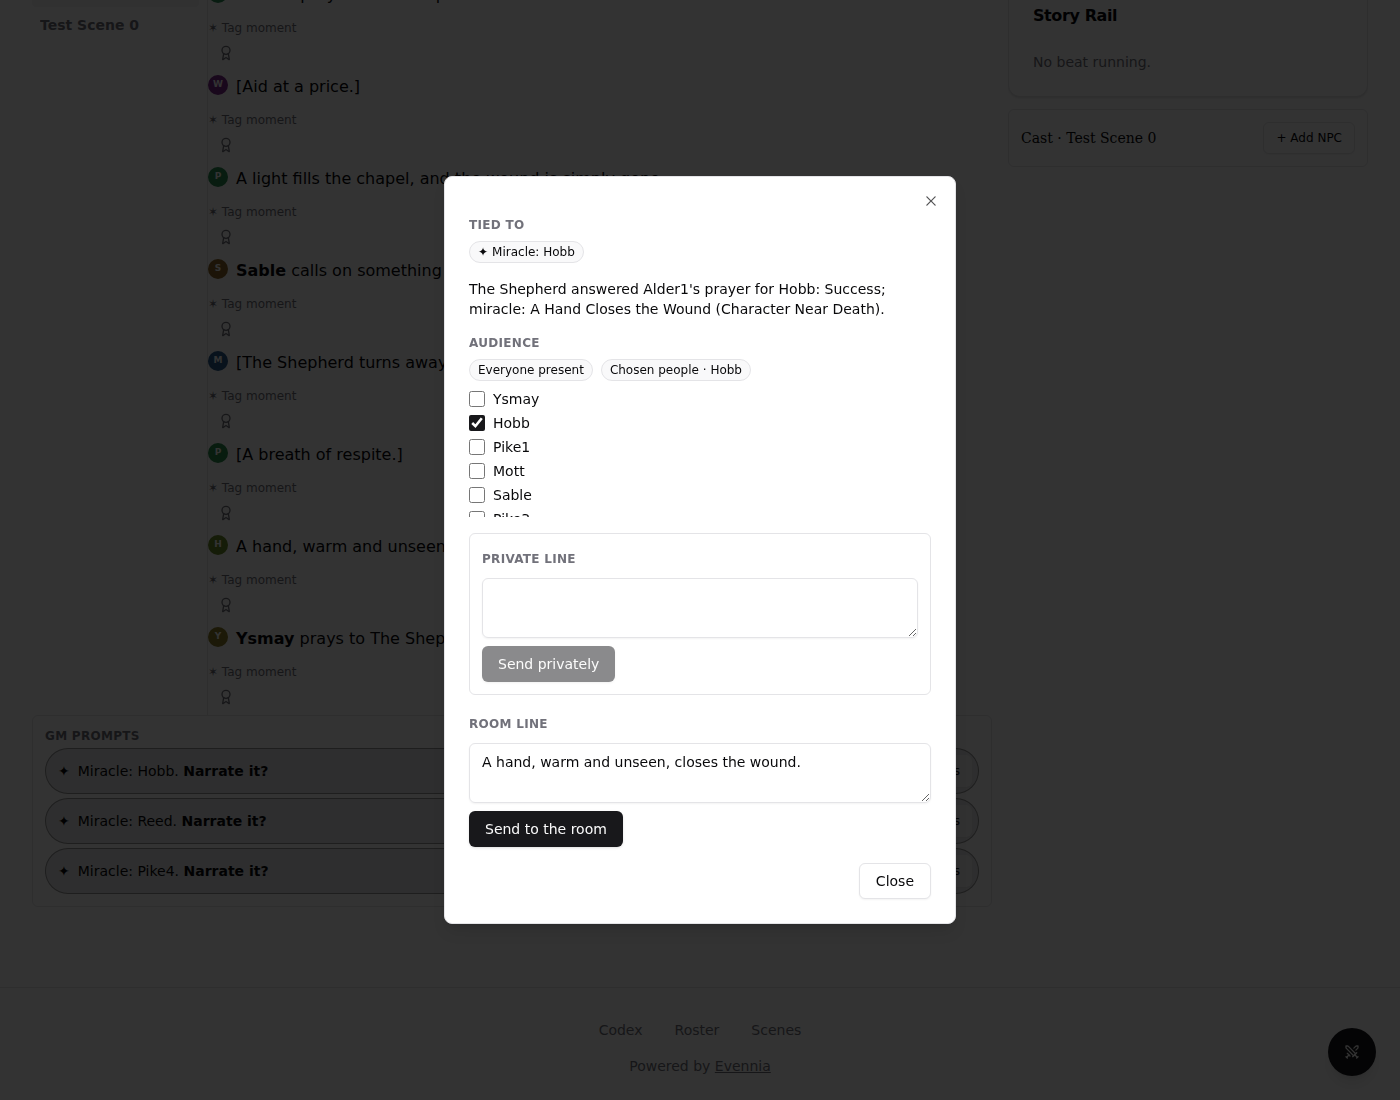 Test Scene 0
✶ Tag moment
W [Aid at a price.]
✶ Tag moment
P A light fills the chapel, and the wound is simply gone.
✶ Tag moment
S Sable calls on something
✶ Tag moment
M [The Shepherd turns away
✶ Tag moment
P [A breath of respite.]
✶ Tag moment
H A hand, warm and unseen
✶ Tag moment
Y Ysmay prays to The Shep
✶ Tag moment
GM PROMPTS
✦ Miracle: Hobb. Narrate it?
s
✦ Miracle: Reed. Narrate it?
s
✦ Miracle: Pike4. Narrate it?
s
TIED TO
✦ Miracle: Hobb
The Shepherd answered Alder1's prayer for Hobb: Success;
miracle: A Hand Closes the Wound (Character Near Death).
AUDIENCE
Everyone present Chosen people · Hobb
Ysmay
Hobb
Pike1
Mott
Sable
PRIVATE LINE
Send privately
ROOM LINE
A hand, warm and unseen, closes the wound.
Send to the room
Close
Story Rail
No beat running.
Cast · Test Scene 0 + Add NPC
Codex Roster Scenes
Powered by Evennia